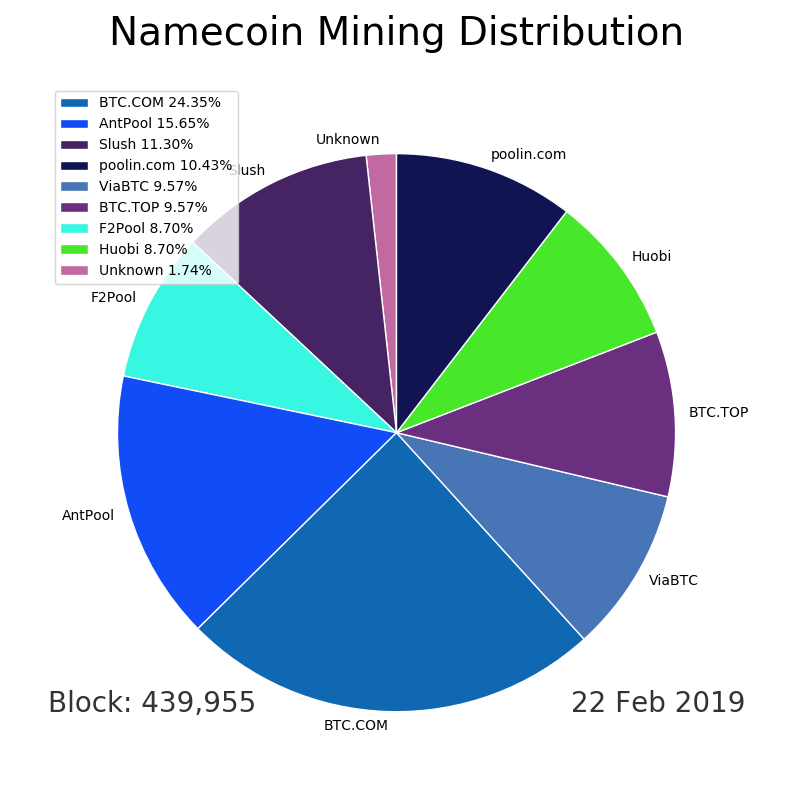 Namecoin Mining Distribution
BTC.COM 24.35%
AntPool 15.65%
Slush 11.30%
poolin.com 10.43%
ViaBTC 9.57%
BTC.TOP 9.57%
F2Pool 8.70%
Huobi 8.70%
Unknown 1.74%
Unknown
poolin.com
Slush
Huobi
F2Pool
BTC.TOP
AntPool
ViaBTC
BTC.COM
Block: 439,955
22 Feb 2019